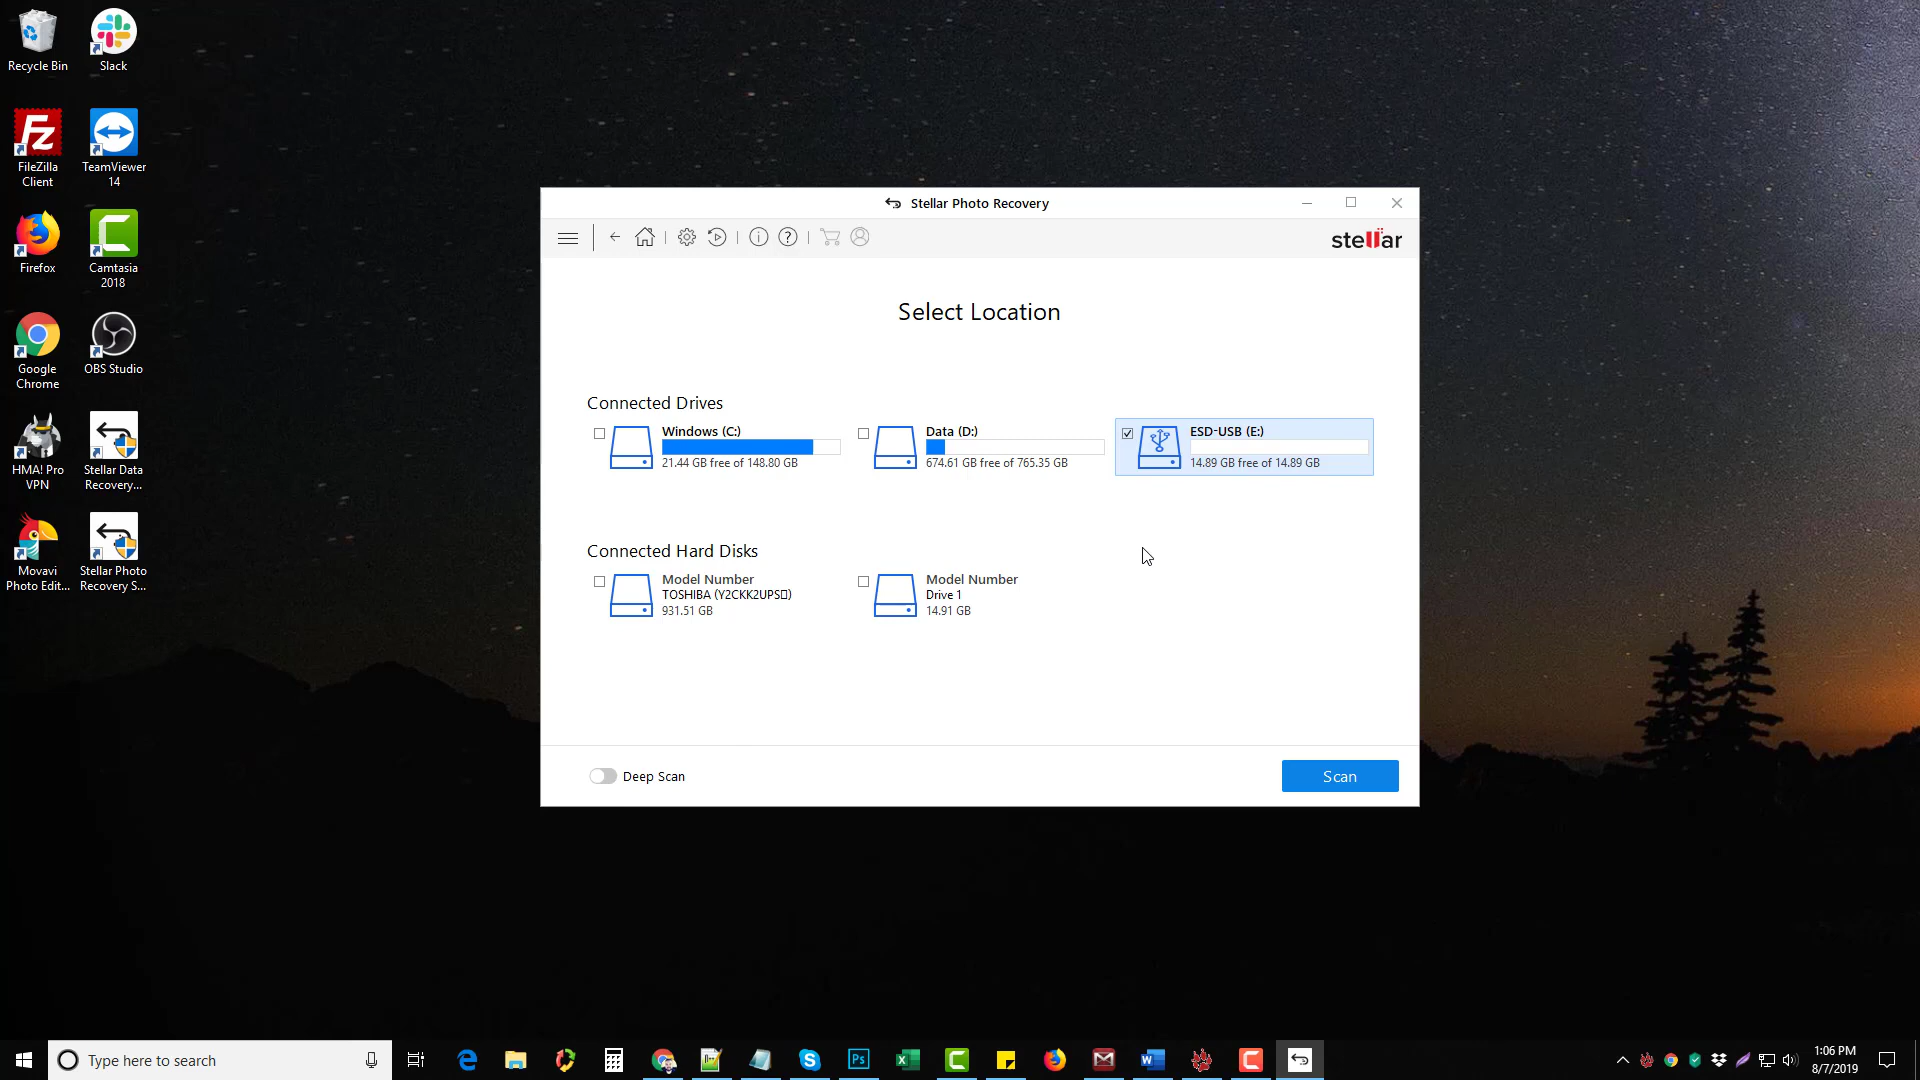 Recycle Bin
Slack
FileZilla
Client
TeamViewer
14
Firefox
Camtasia
2018
Google
Chrome
OBS Studio
HMA! Pro
VPN
Stellar Data
Recovery...
Movavi
Photo Edit...
Stellar Photo
Recovery S...
Stellar Photo Recovery
stellar
Select Location
Connected Drives
Windows (C:)
21.44 GB free of 148.80 GB
Data (D:)
674.61 GB free of 765.35 GB
ESD-USB (E:)
14.89 GB free of 14.89 GB
Connected Hard Disks
Model Number
TOSHIBA (Y2CKK2UPS▯)
931.51 GB
Model Number
Drive 1
14.91 GB
Deep Scan
Scan
Type here to search
Ps
1:06 PM
8/7/2019